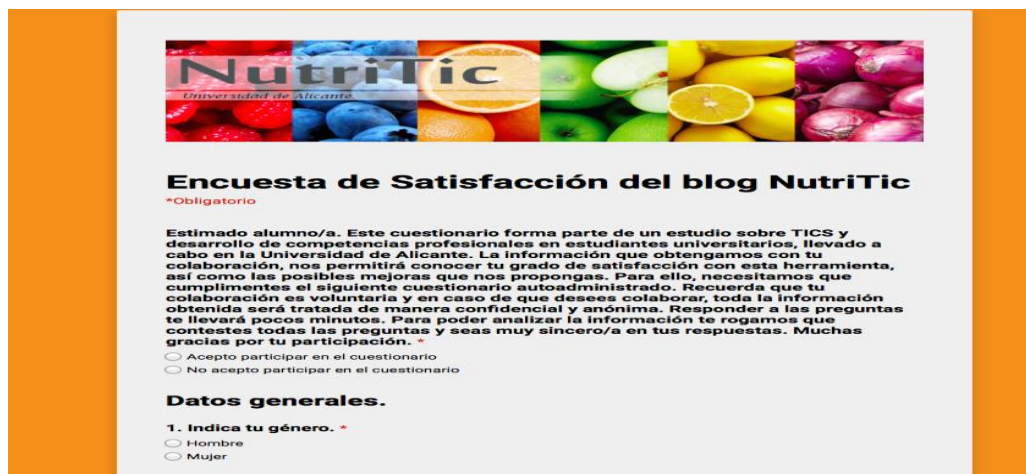 NutriTic
Universidad de Alicante
Encuesta de Satisfacción del blog NutriTic
*Obligatorio
Estimado alumno/a. Este cuestionario forma parte de un estudio sobre TICS y
desarrollo de competencias profesionales en estudiantes universitarios, llevado a
cabo en la Universidad de Alicante. La información que obtengamos con tu
colaboración, nos permitirá conocer tu grado de satisfacción con esta herramienta,
así como las posibles mejoras que nos propongas. Para ello, necesitamos que
cumplimentes el siguiente cuestionario autoadministrado. Recuerda que tu
colaboración es voluntaria y en caso de que desees colaborar, toda la información
obtenida será tratada de manera confidencial y anónima. Responder a las preguntas
te llevará pocos minutos. Para poder analizar la información te rogamos que
contestes todas las preguntas y seas muy sincero/a en tus respuestas. Muchas
gracias por tu participación. *
Acepto participar en el cuestionario
No acepto participar en el cuestionario
Datos generales.
1. Indica tu género. *
Hombre
Mujer